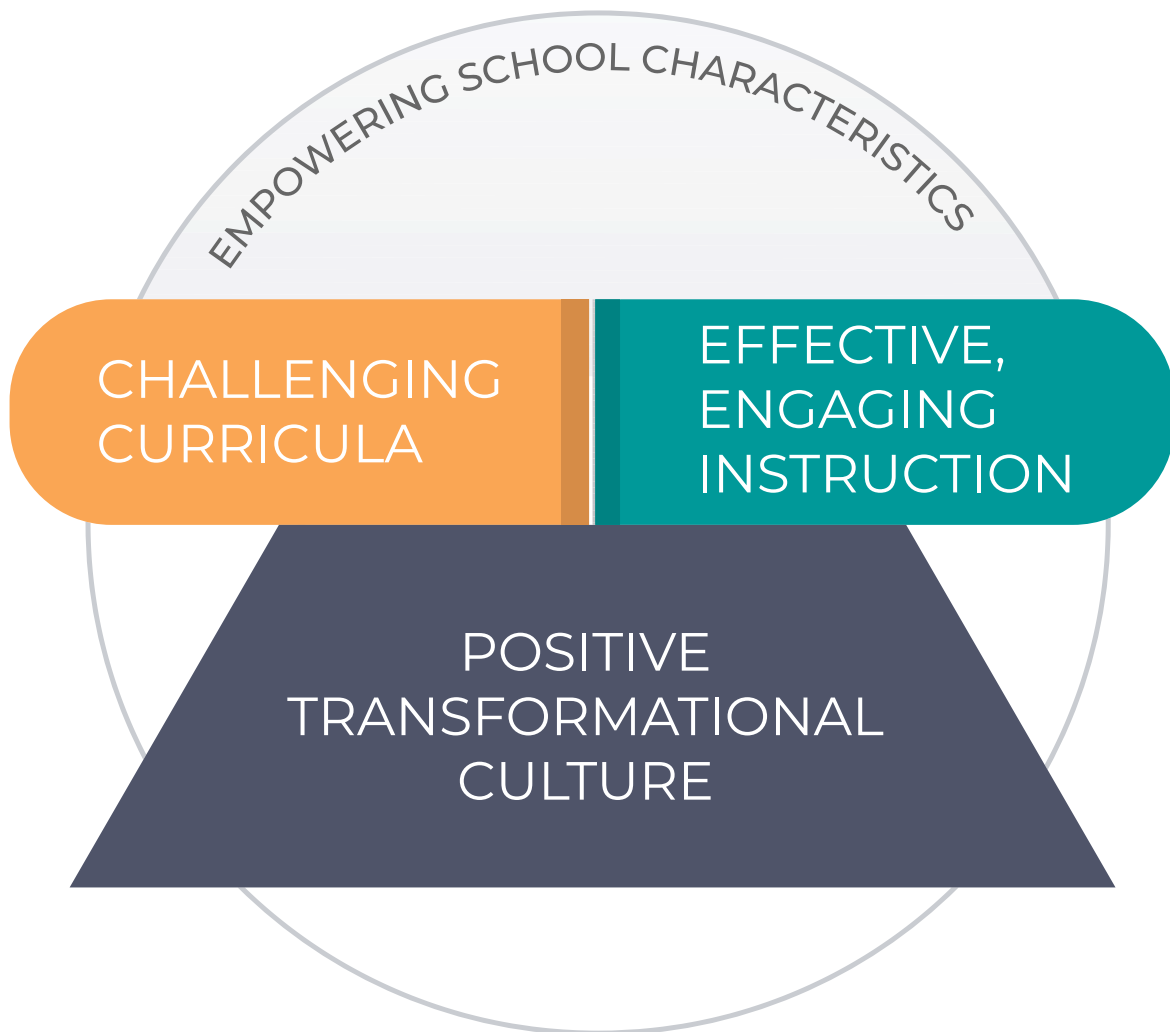 EMPOWERING SCHOOL CHARACTERISTICS
CHALLENGING
CURRICULA
EFFECTIVE,
ENGAGING
INSTRUCTION
POSITIVE
TRANSFORMATIONAL
CULTURE